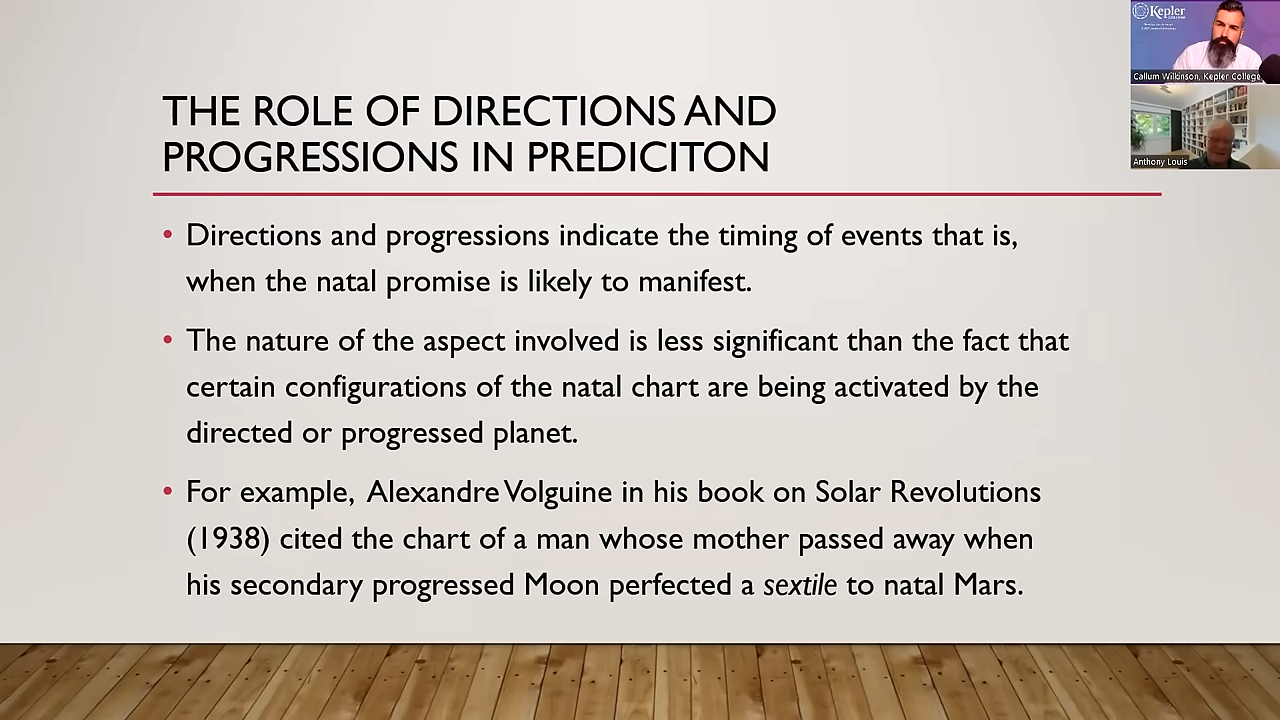 THE ROLE OF DIRECTIONS AND
PROGRESSIONS IN PREDICITON
• Directions and progressions indicate the timing of events that is,
when the natal promise is likely to manifest.
• The nature of the aspect involved is less significant than the fact that
certain configurations of the natal chart are being activated by the
directed or progressed planet.
• For example, Alexandre Volguine in his book on Solar Revolutions
(1938) cited the chart of a man whose mother passed away when
his secondary progressed Moon perfected a sextile to natal Mars.
Kepler
COLLEGE
Callum Wilkinson, Kepler College
Anthony Louis